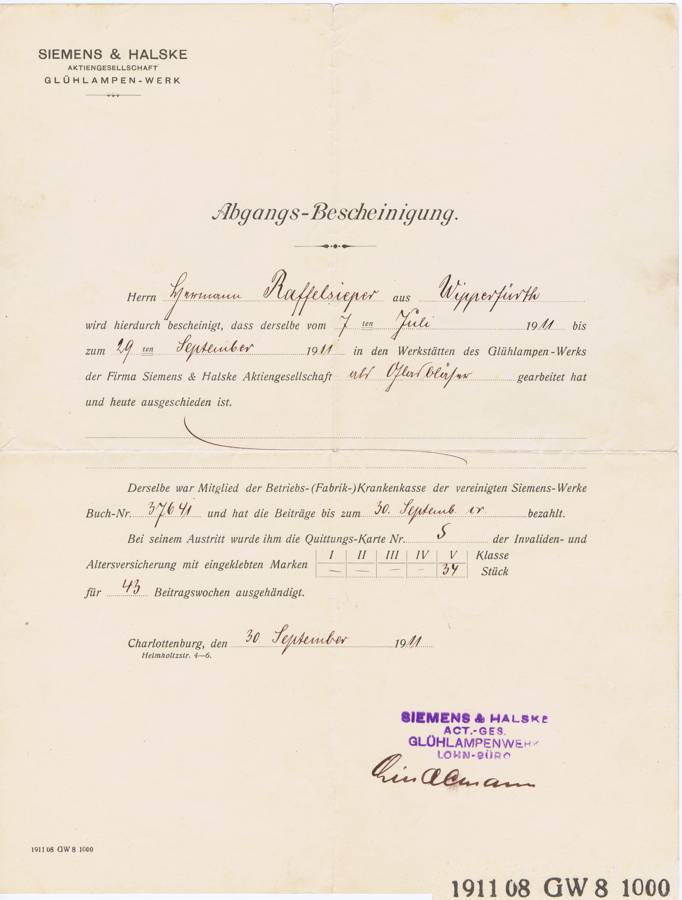 SIEMENS & HALSKE
AKTIENGESELLSCHAFT
GLÜHLAMPEN-WERK
Abgangs-Bescheinigung.
Herrn Hermann Raffelsieper aus Wipperfürth
wird hierdurch bescheinigt, dass derselbe vom 7 ten Juli 1911 bis
zum 29 ten September 1911 in den Werkstätten des Glühlampen-Werks
der Firma Siemens & Halske Aktiengesellschaft als Glasbläser gearbeitet hat
und heute ausgeschieden ist.
Derselbe war Mitglied der Betriebs-(Fabrik-)Krankenkasse der vereinigten Siemens-Werke
Buch-Nr. 37641 und hat die Beiträge bis zum 30. Septemb. er bezahlt.
Bei seinem Austritt wurde ihm die Quittungs-Karte Nr. 5 der Invaliden- und
Altersversicherung mit eingeklebten Marken I II III IV V Klasse
— — — — 34 Stück
für 43 Beitragswochen ausgehändigt.
Charlottenburg, den 30. September 1911
Helmholtzstr. 4—6.
SIEMENS & HALSKE
ACT.-GES.
GLÜHLAMPENWERK
LOHN-BÜRO
1911 08 GW 8 1000
1911 08 GW 8 1000